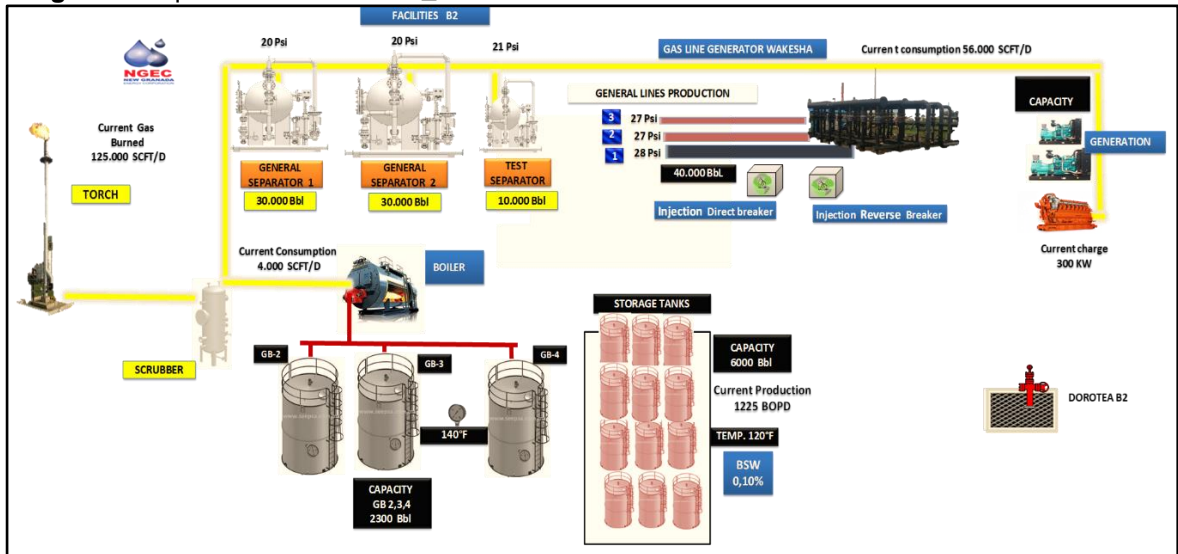 FACILITIES B2
20 Psi
20 Psi
21 Psi
GAS LINE GENERATOR WAKESHA
Current consumption 56.000 SCFT/D
NGEC
NEW GRANADA
ENERGY CORPORATION
GENERAL LINES PRODUCTION
CAPACITY
Current Gas
Burned
125.000 SCFT/D
3 27 Psi
2 27 Psi
1 28 Psi
GENERATION
TORCH
GENERAL
SEPARATOR 1
GENERAL
SEPARATOR 2
TEST
SEPARATOR
40.000 BbL
30.000 Bbl
30.000 Bbl
10.000 Bbl
Injection Direct breaker
Injection Reverse Breaker
Current Consumption
4.000 SCFT/D
BOILER
Current charge
300 KW
STORAGE TANKS
SCRUBBER
GB-2
GB-3
GB-4
CAPACITY
6000 Bbl
Current Production
1225 BOPD
DOROTEA B2
140°F
TEMP. 120°F
BSW
0,10%
CAPACITY
GB 2,3,4
2300 Bbl